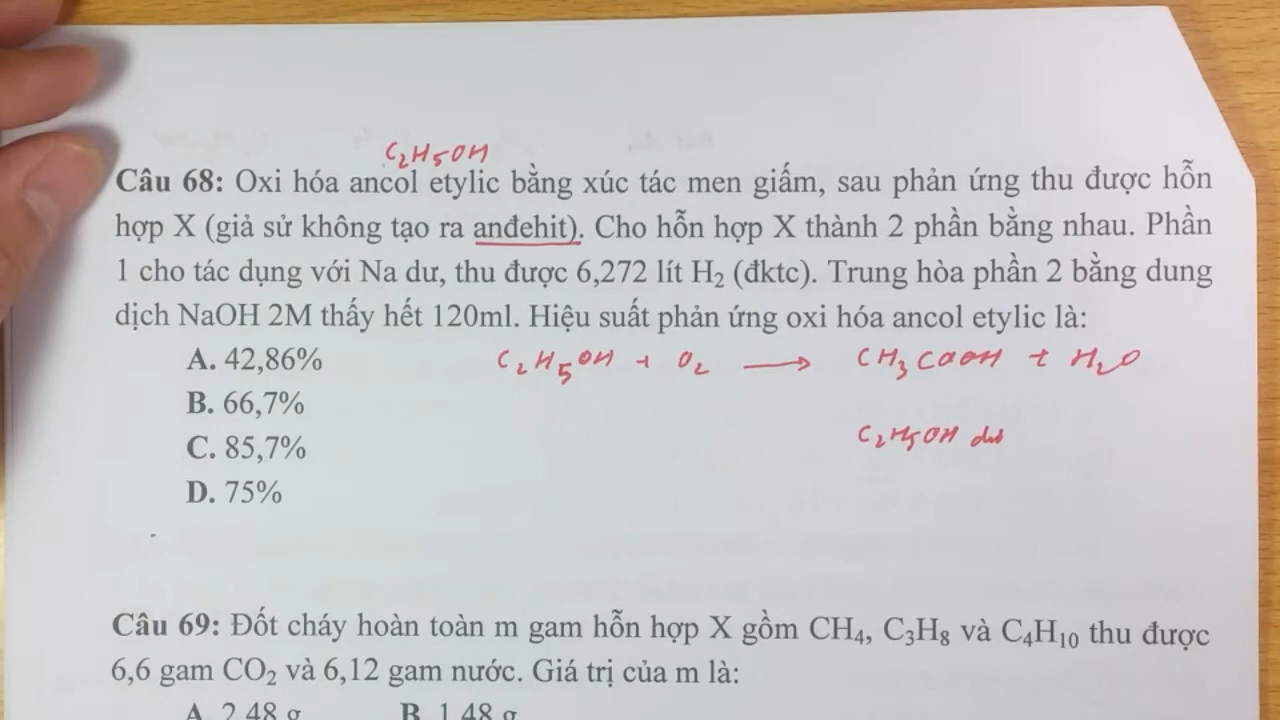 C₂H₅OH
Câu 68: Oxi hóa ancol etylic bằng xúc tác men giấm, sau phản ứng thu được hỗn
hợp X (giả sử không tạo ra anđehit). Cho hỗn hợp X thành 2 phần bằng nhau. Phần
1 cho tác dụng với Na dư, thu được 6,272 lít H₂ (đktc). Trung hòa phần 2 bằng dung
dịch NaOH 2M thấy hết 120ml. Hiệu suất phản ứng oxi hóa ancol etylic là:
A. 42,86%
C₂H₅OH + O₂ ⟶ CH₃COOH + H₂O
B. 66,7%
C₂H₅OH dư
C. 85,7%
D. 75%
Câu 69: Đốt cháy hoàn toàn m gam hỗn hợp X gồm CH₄, C₃H₈ và C₄H₁₀ thu được
6,6 gam CO₂ và 6,12 gam nước. Giá trị của m là:
A. 2,48 g B. 1,48 g